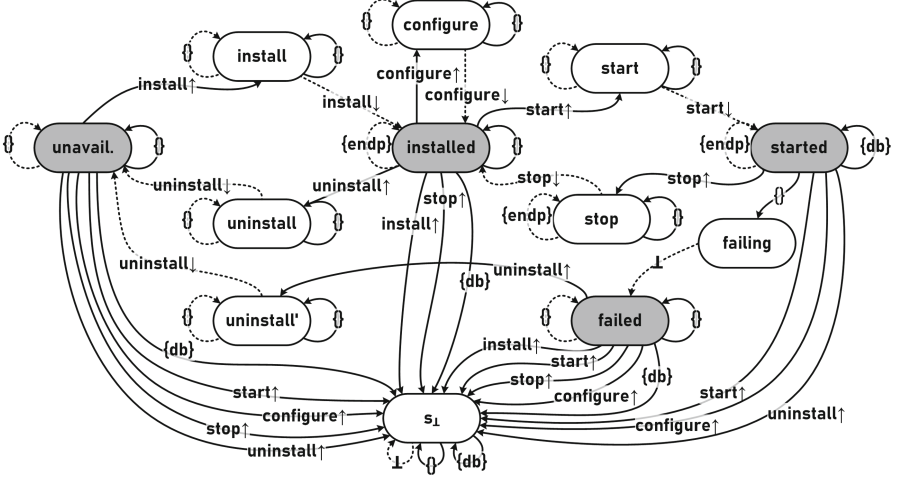 configure
{}
{}
install
{}
{}
start
{}
{}
install↑
configure↑
configure↓
install↓
start↑
start↓
unavail.
{}
{}
installed
{endp}
{}
started
{endp}
{db}
uninstall↓
uninstall↑
stop↑
stop↓
stop↑
{}
uninstall
{}
{}
install↑
stop
{endp}
{}
failing
uninstall↓
uninstall↑
⊥
{db}
uninstall'
{}
{}
failed
{}
{}
{db}
install↑
start↑
stop↑
{db}
configure↑
start↑
start↑
configure↑
stop↑
uninstall↑
s⊥
configure↑
uninstall↑
⊥
{}
{db}